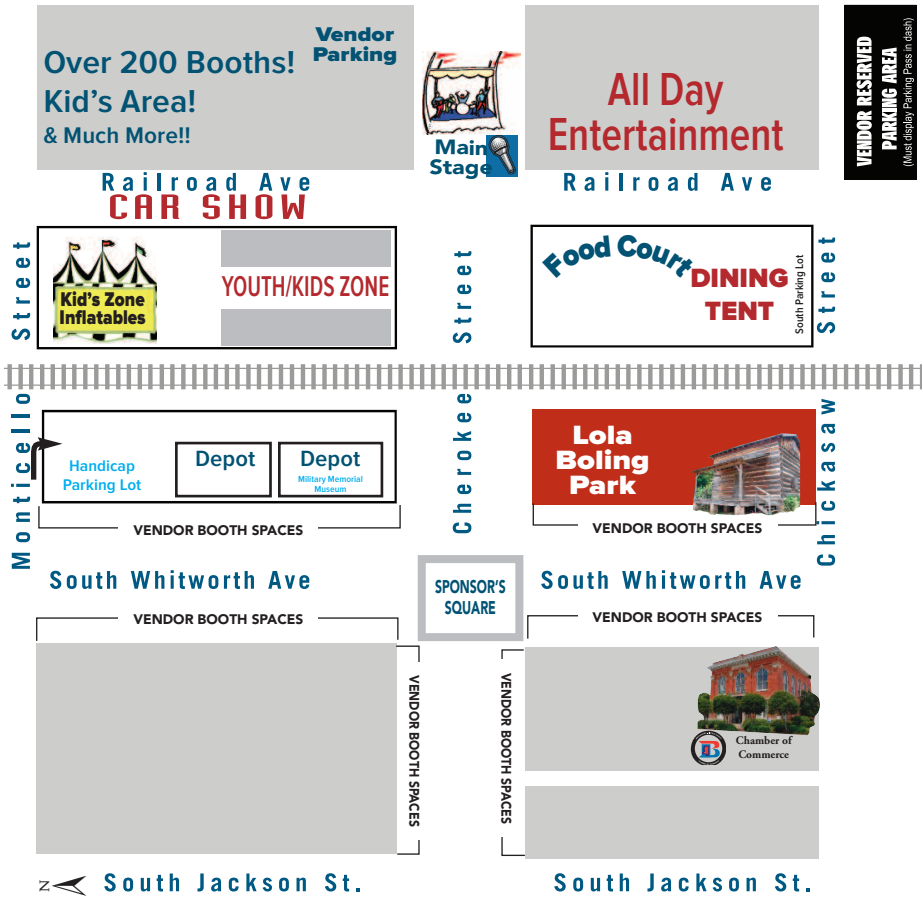 Over 200 Booths!
Kid's Area!
& Much More!!
Vendor
Parking
Main
Stage
All Day
Entertainment
VENDOR RESERVED
PARKING AREA
(Must display Parking Pass in dash)
Railroad Ave
Railroad Ave
CAR SHOW
Street
Kid's Zone
Inflatables
YOUTH/KIDS ZONE
Street
Food Court
DINING
TENT
South Parking Lot
Street
Monticello
Handicap
Parking Lot
Depot
Depot
Military Memorial
Museum
Cherokee
Lola
Boling
Park
Chickasaw
VENDOR BOOTH SPACES
VENDOR BOOTH SPACES
South Whitworth Ave
SPONSOR'S
SQUARE
South Whitworth Ave
VENDOR BOOTH SPACES
VENDOR BOOTH SPACES
VENDOR BOOTH SPACES
VENDOR BOOTH SPACES
B
Chamber of
Commerce
N
South Jackson St.
South Jackson St.